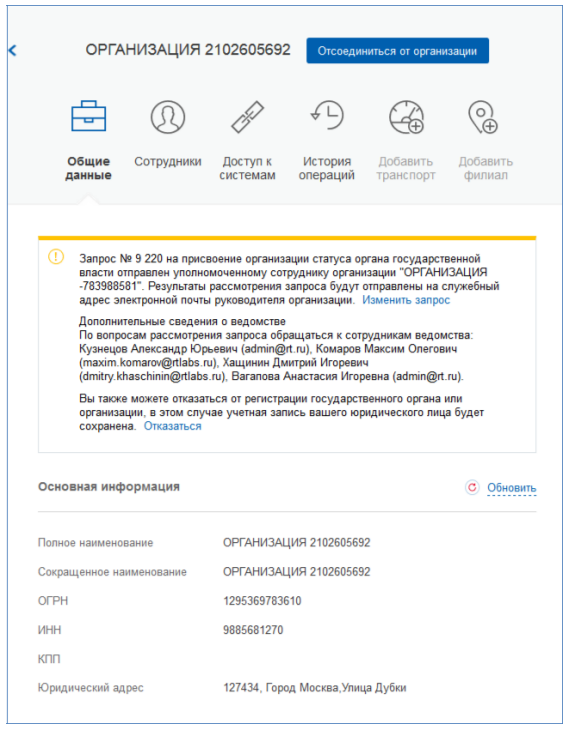 ОРГАНИЗАЦИЯ 2102605692
Отсоединиться от организации
Общие
данные
Сотрудники
Доступ к
системам
История
операций
Добавить
транспорт
Добавить
филиал
Запрос № 9 220 на присвоение организации статуса органа государственной
власти отправлен уполномоченному сотруднику организации "ОРГАНИЗАЦИЯ
-783988581". Результаты рассмотрения запроса будут отправлены на служебный
адрес электронной почты руководителя организации. Изменить запрос
Дополнительные сведения о ведомстве
По вопросам рассмотрения запроса обращаться к сотрудникам ведомства:
Кузнецов Александр Юрьевич (admin@rt.ru), Комаров Максим Олегович
(maxim.komarov@rtlabs.ru), Хащинин Дмитрий Игоревич
(dmitry.khaschinin@rtlabs.ru), Вагапова Анастасия Игоревна (admin@rt.ru).
Вы также можете отказаться от регистрации государственного органа или
организации, в этом случае учетная запись вашего юридического лица будет
сохранена. Отказаться
Основная информация
Обновить
Полное наименование ОРГАНИЗАЦИЯ 2102605692
Сокращенное наименование ОРГАНИЗАЦИЯ 2102605692
ОГРН 1295369783610
ИНН 9885681270
КПП
Юридический адрес 127434, Город Москва,Улица Дубки